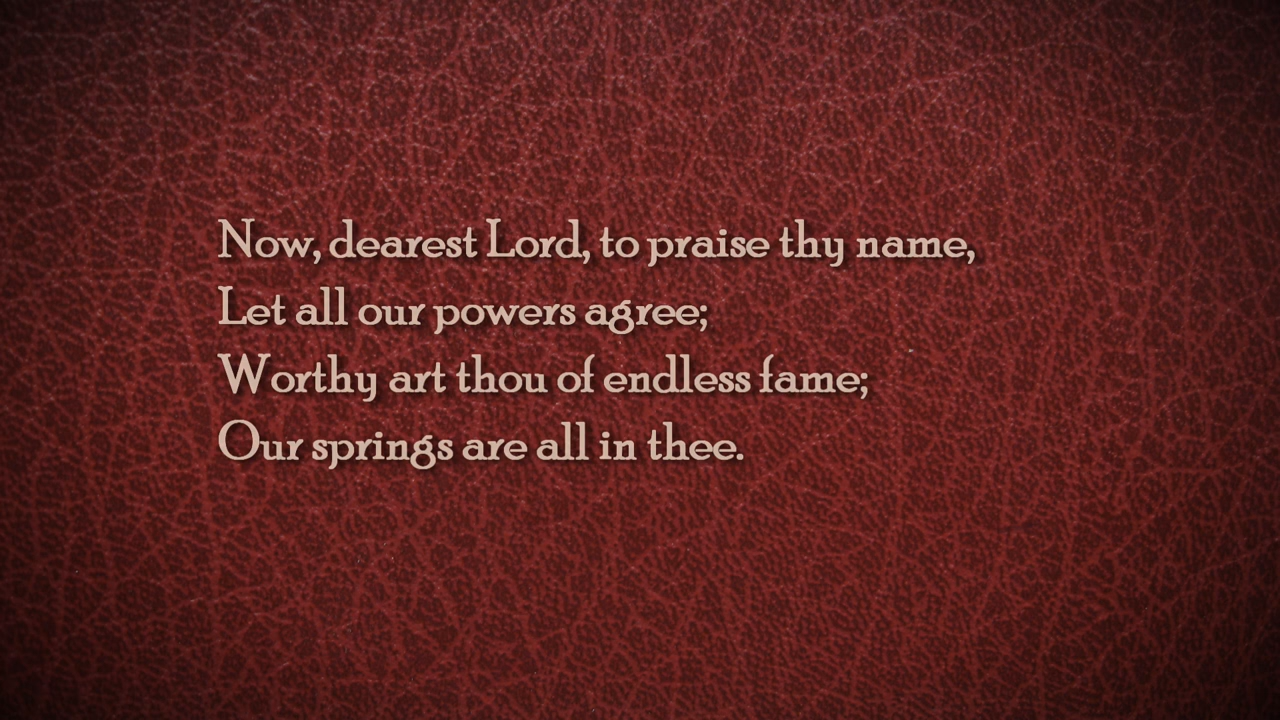 Now, dearest Lord, to praise thy name,
Let all our powers agree;
Worthy art thou of endless fame;
Our springs are all in thee.